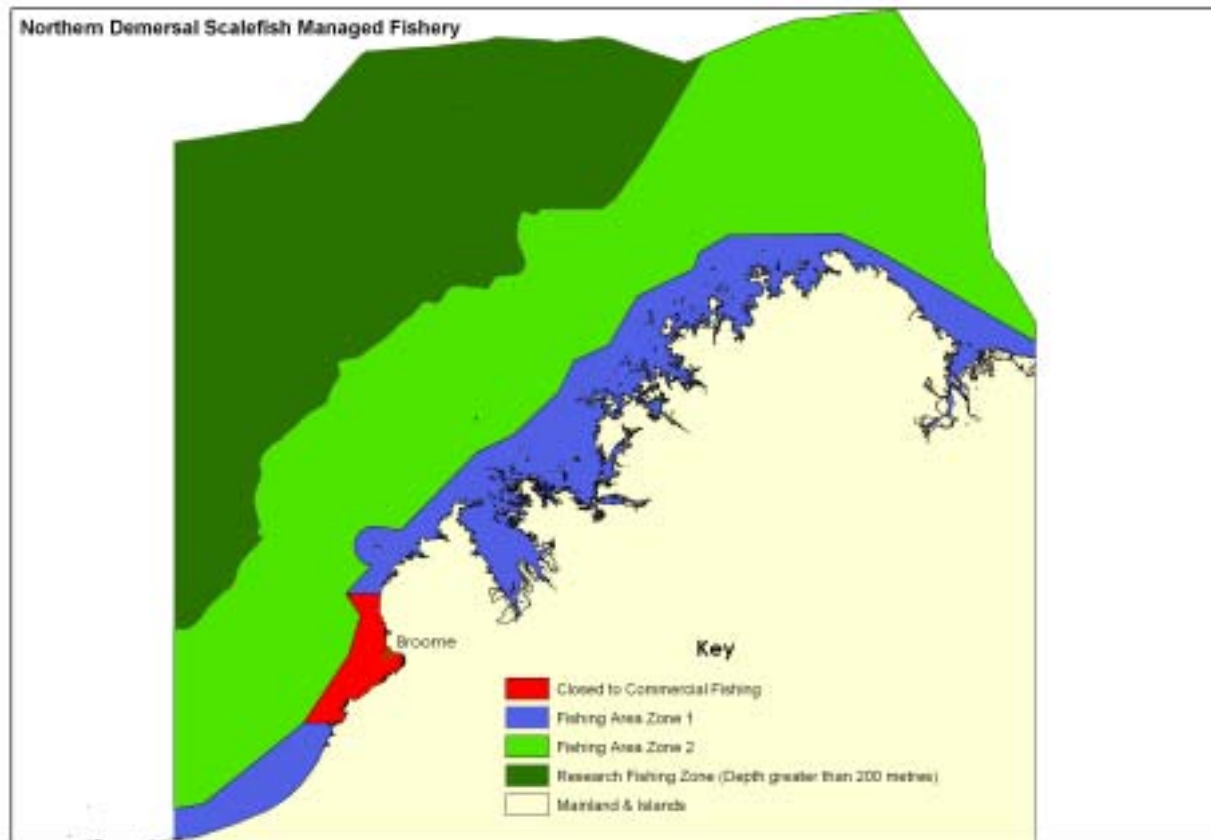 Northern Demersal Scalefish Managed Fishery
Broome
Key
Closed to Commercial Fishing
Fishing Area Zone 1
Fishing Area Zone 2
Research Fishing Zone (Depth greater than 200 metres)
Mainland & Islands